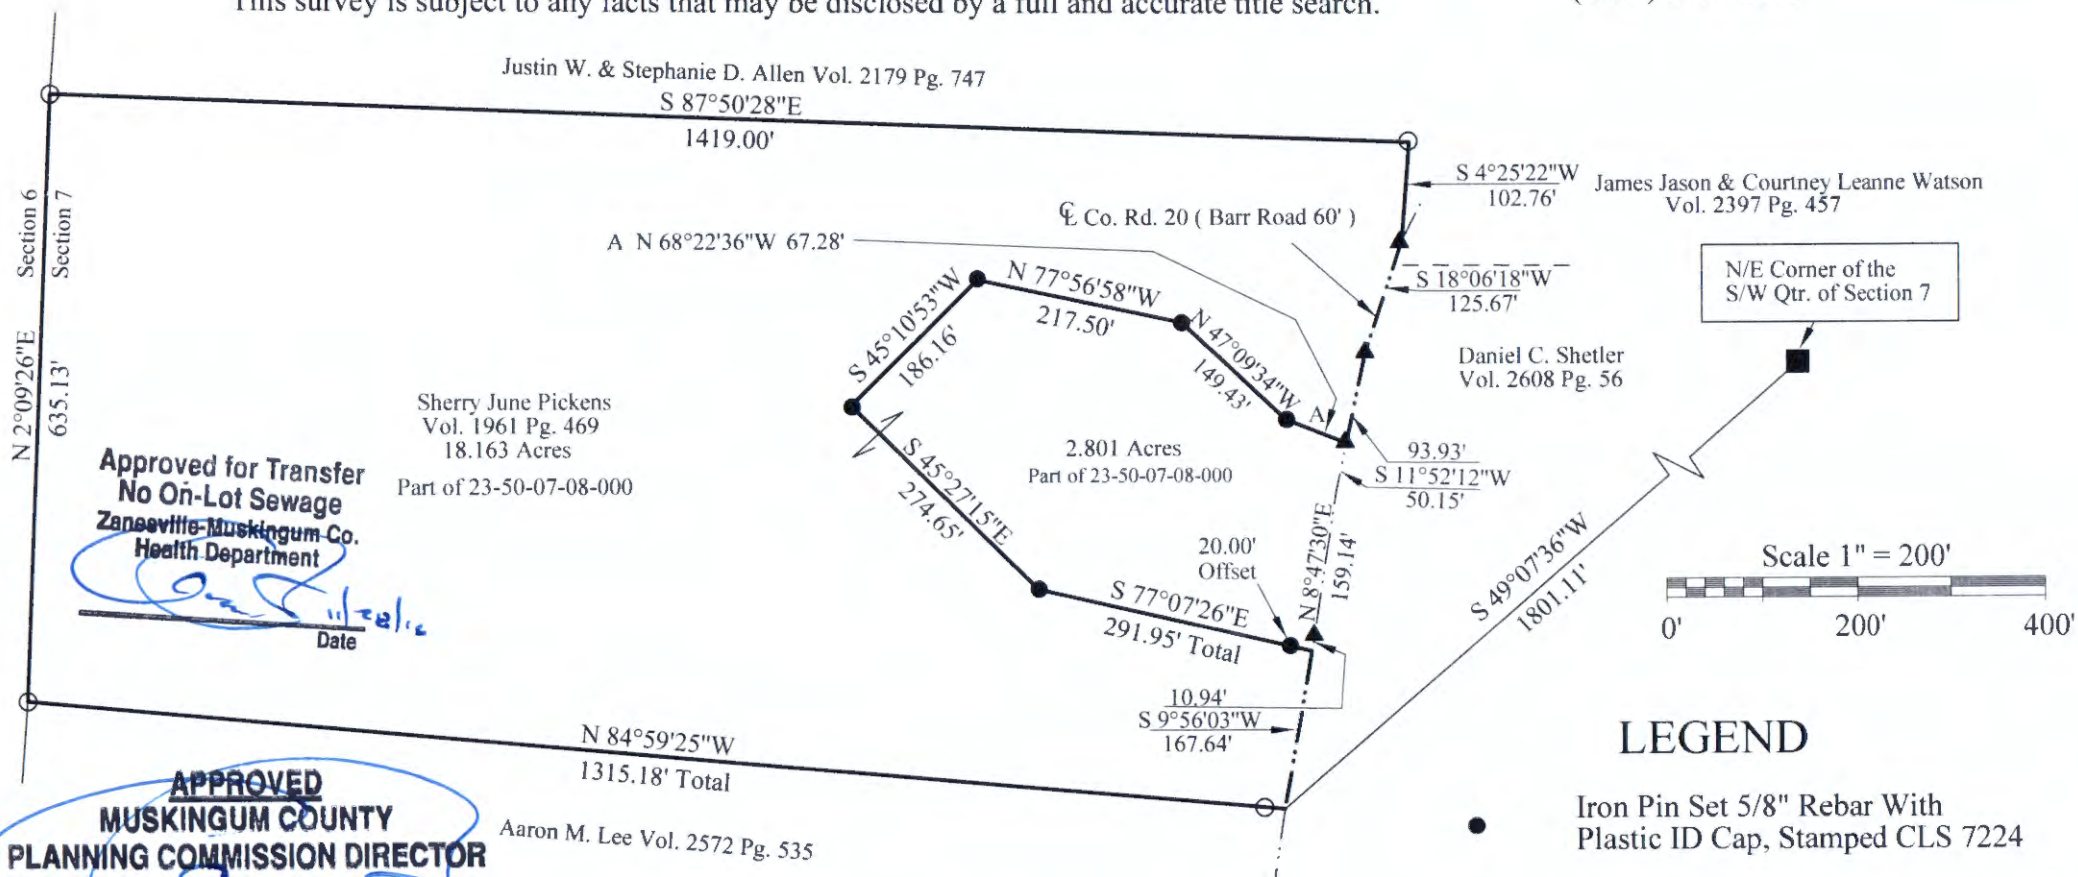 This survey is subject to any facts that may be disclosed by a full and accurate title search.
Justin W. & Stephanie D. Allen Vol. 2179 Pg. 747
S 87°50'28"E
1419.00'
S 4°25'22"W
102.76'
James Jason & Courtney Leanne Watson
Vol. 2397 Pg. 457
℄ Co. Rd. 20 ( Barr Road 60' )
A N 68°22'36"W 67.28'
Section 6
Section 7
N 2°09'26"E
635.13'
S 18°06'18"W
125.67'
N/E Corner of the
S/W Qtr. of Section 7
N 77°56'58"W
217.50'
S 45°10'53"W
186.16'
N 47°09'34"W
149.43'
A
Daniel C. Shetler
Vol. 2608 Pg. 56
Sherry June Pickens
Vol. 1961 Pg. 469
18.163 Acres
Part of 23-50-07-08-000
2.801 Acres
Part of 23-50-07-08-000
93.93'
S 11°52'12"W
50.15'
Approved for Transfer
No On-Lot Sewage
Zanesville-Muskingum Co.
Health Department
Date
S 45°27'15"E
274.65'
20.00'
Offset
N 8°47'30"E
159.14'
S 49°07'36"W
1801.11'
Scale 1" = 200'
0'
200'
400'
S 77°07'26"E
291.95' Total
10.94'
S 9°56'03"W
167.64'
N 84°59'25"W
1315.18' Total
LEGEND
Iron Pin Set 5/8" Rebar With
Plastic ID Cap, Stamped CLS 7224
APPROVED
MUSKINGUM COUNTY
PLANNING COMMISSION DIRECTOR
Aaron M. Lee Vol. 2572 Pg. 535